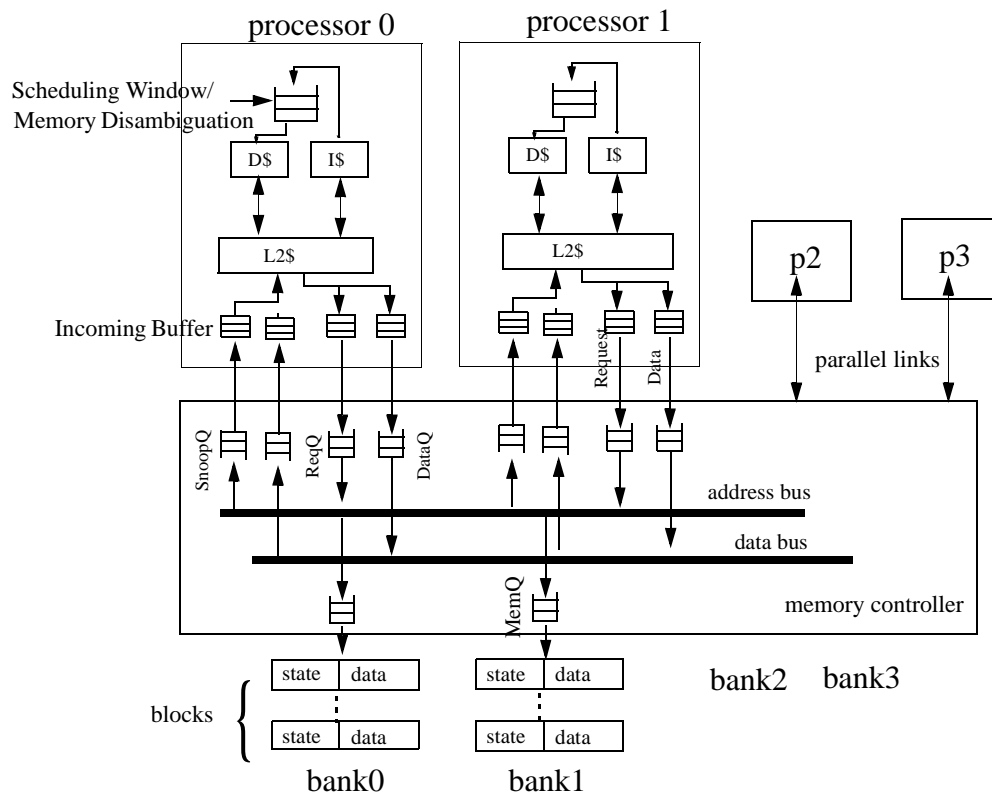 processor 0
processor 1
Scheduling Window/
Memory Disambiguation
D$
I$
D$
I$
L2$
L2$
p2
p3
Incoming Buffer
Request
Data
parallel links
SnoopQ
ReqQ
DataQ
address bus
data bus
MemQ
memory controller
state
data
state
data
bank2
bank3
blocks
state
data
state
data
bank0
bank1